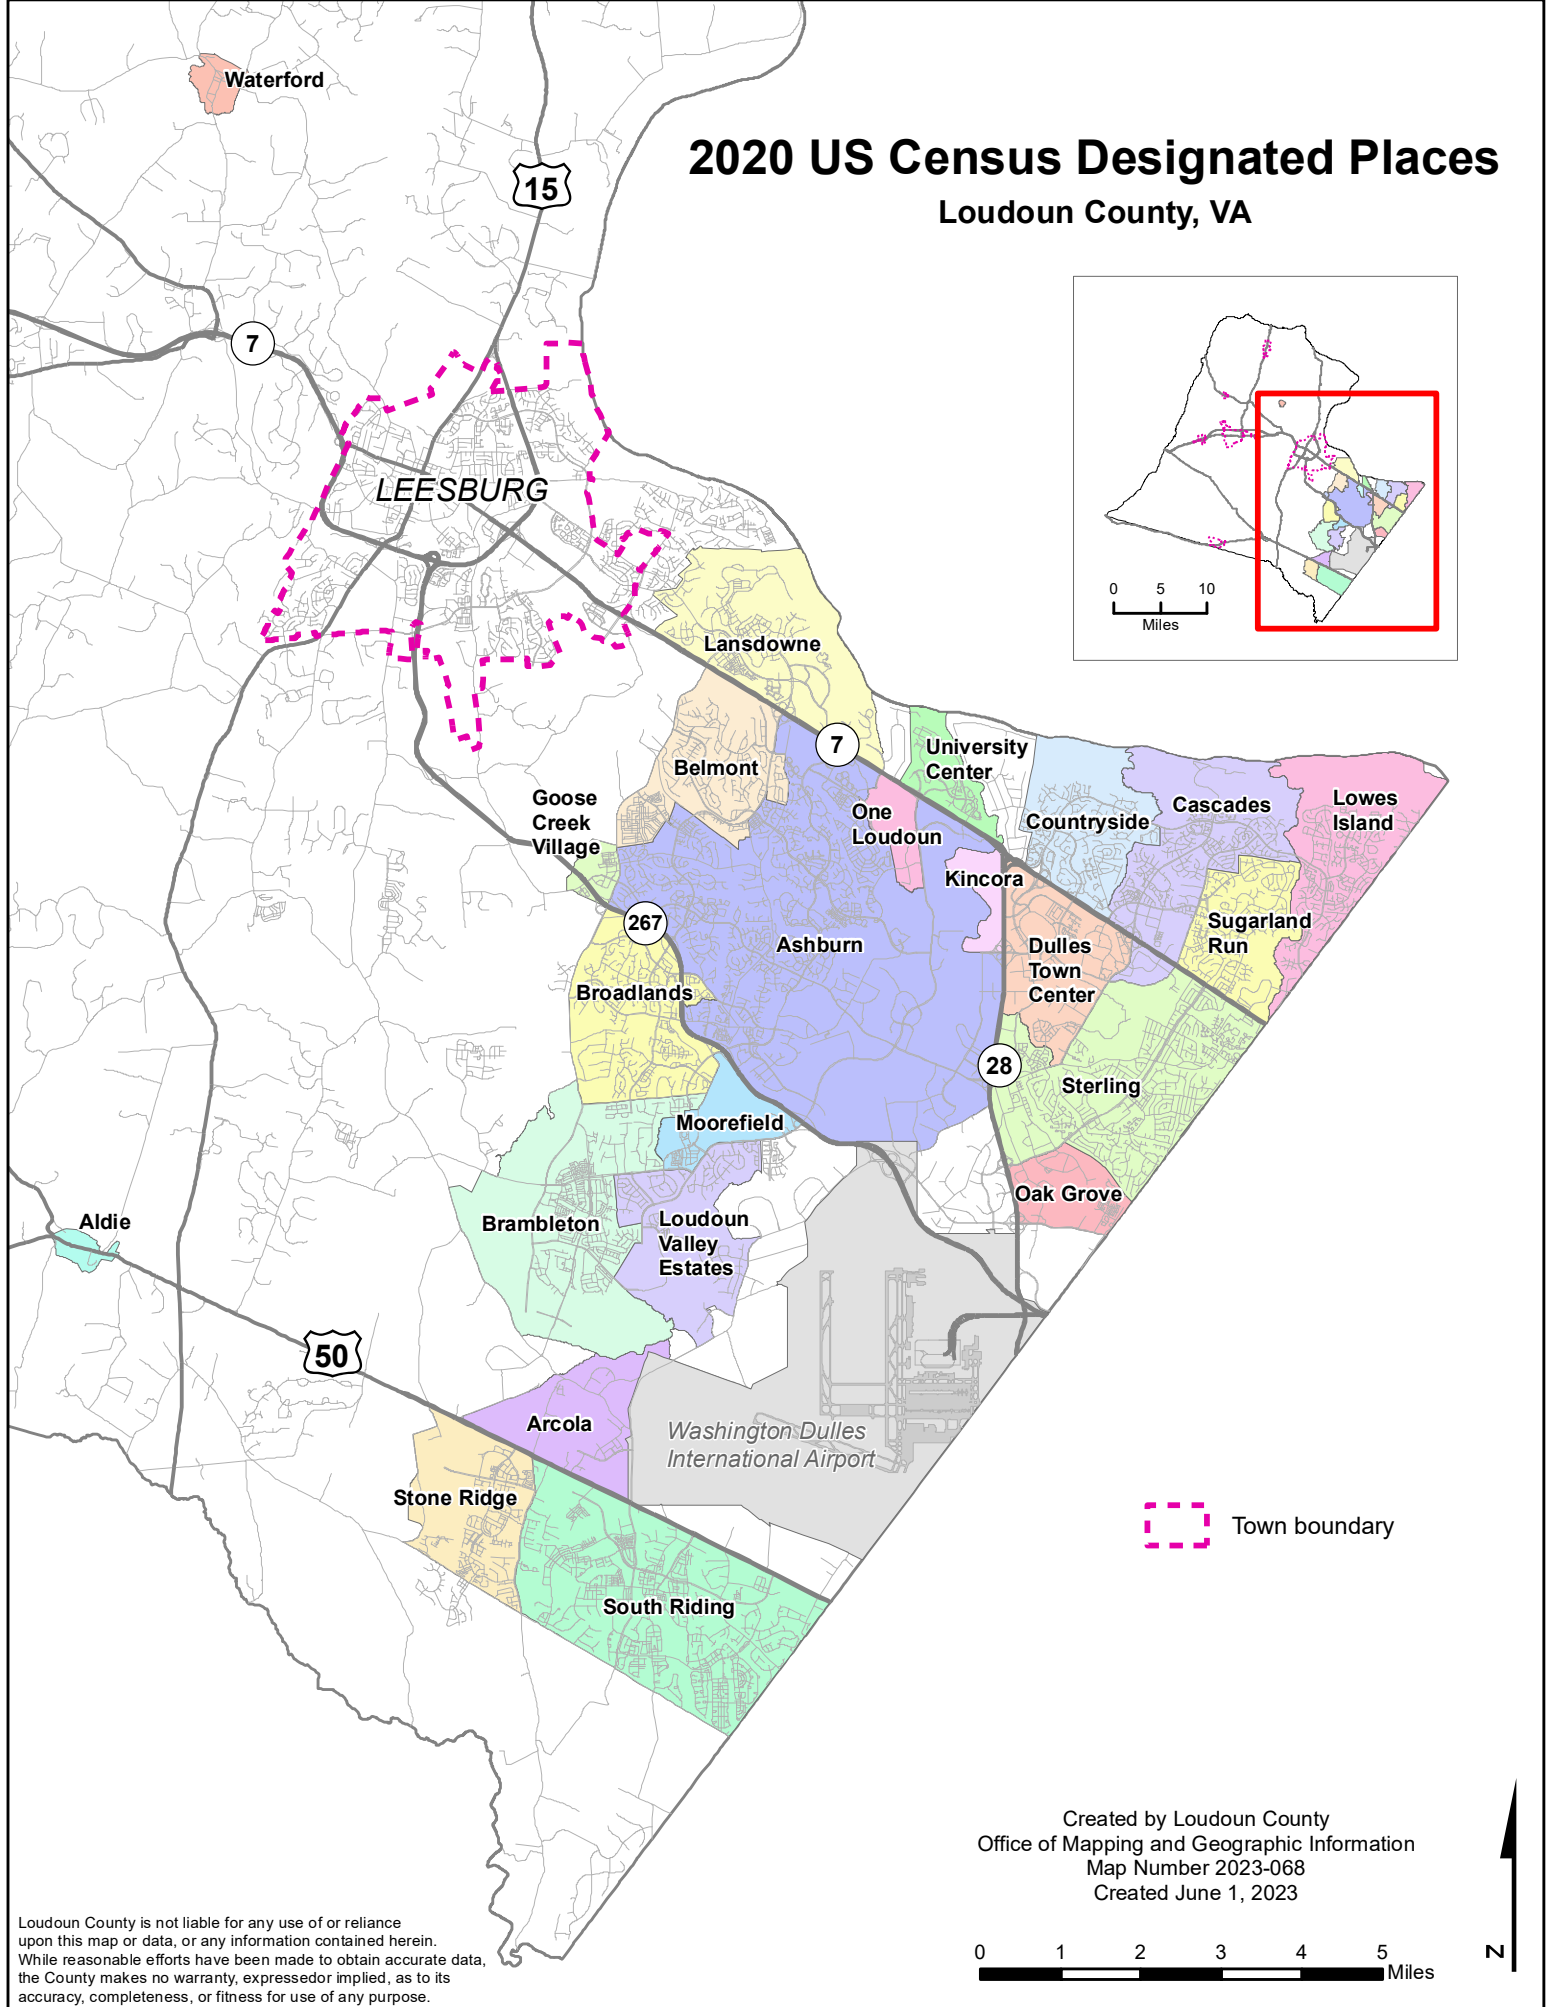 Waterford
2020 US Census Designated Places
15
Loudoun County, VA
7
LEESBURG
0 5 10
Miles
Lansdowne
7
University
Center
Belmont
Goose
Creek
Village
One
Loudoun
Countryside
Cascades
Lowes
Island
Kincora
267
Ashburn
Dulles
Town
Center
Sugarland
Run
Broadlands
28
Sterling
Moorefield
Oak Grove
Aldie
Brambleton
Loudoun
Valley
Estates
50
Arcola
Washington Dulles
International Airport
Stone Ridge
Town boundary
South Riding
Created by Loudoun County
Office of Mapping and Geographic Information
Map Number 2023-068
Created June 1, 2023
Loudoun County is not liable for any use of or reliance
upon this map or data, or any information contained herein.
While reasonable efforts have been made to obtain accurate data,
the County makes no warranty, expressedor implied, as to its
accuracy, completeness, or fitness for use of any purpose.
0 1 2 3 4 5
Miles
N